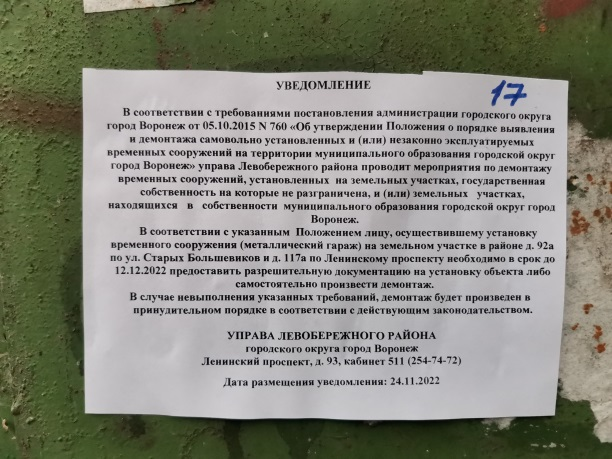 УВЕДОМЛЕНИЕ
17
В соответствии с требованиями постановления администрации городского округа
город Воронеж от 05.10.2015 N 760 «Об утверждении Положения о порядке выявления
и демонтажа самовольно установленных и (или) незаконно эксплуатируемых
временных сооружений на территории муниципального образования городской округ
город Воронеж» управа Левобережного района проводит мероприятия по демонтажу
временных сооружений, установленных на земельных участках, государственная
собственность на которые не разграничена, и (или) земельных участках,
находящихся в собственности муниципального образования городской округ город
Воронеж.
В соответствии с указанным Положением лицу, осуществившему установку
временного сооружения (металлический гараж) на земельном участке в районе д. 92а
по ул. Старых Большевиков и д. 117а по Ленинскому проспекту необходимо в срок до
12.12.2022 предоставить разрешительную документацию на установку объекта либо
самостоятельно произвести демонтаж.
В случае невыполнения указанных требований, демонтаж будет произведен в
принудительном порядке в соответствии с действующим законодательством.
УПРАВА ЛЕВОБЕРЕЖНОГО РАЙОНА
городского округа город Воронеж
Ленинский проспект, д. 93, кабинет 511 (254-74-72)
Дата размещения уведомления: 24.11.2022